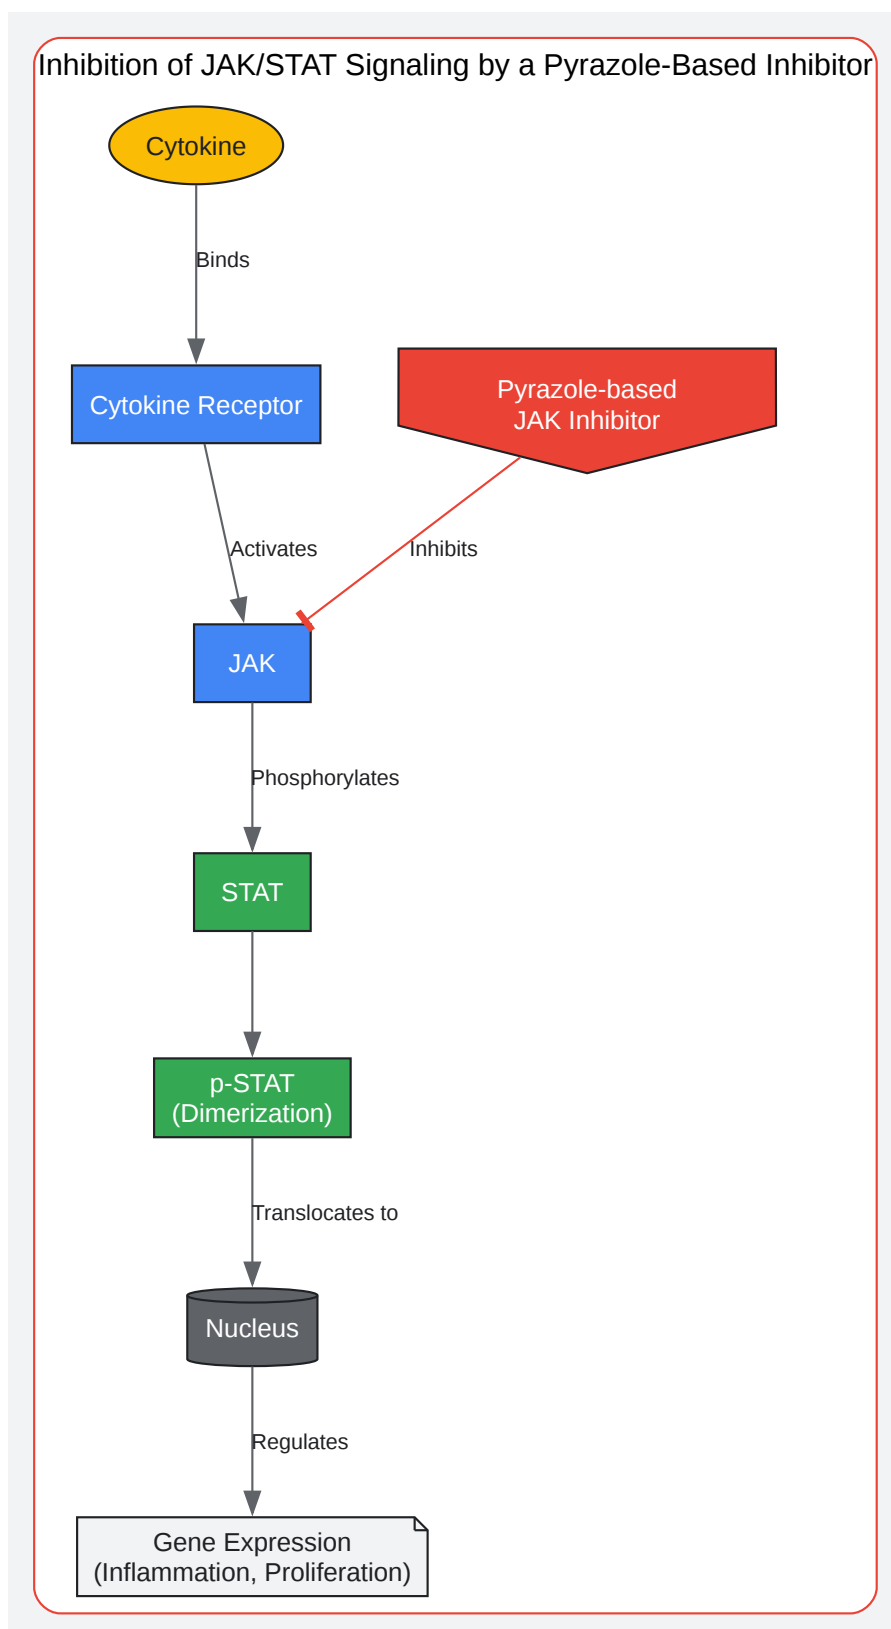 Inhibition of JAK/STAT Signaling by a Pyrazole-Based Inhibitor
Cytokine
Binds
Cytokine Receptor
Pyrazole-based
JAK Inhibitor
Activates
Inhibits
JAK
Phosphorylates
STAT
p-STAT
(Dimerization)
Translocates to
Nucleus
Regulates
Gene Expression
(Inflammation, Proliferation)